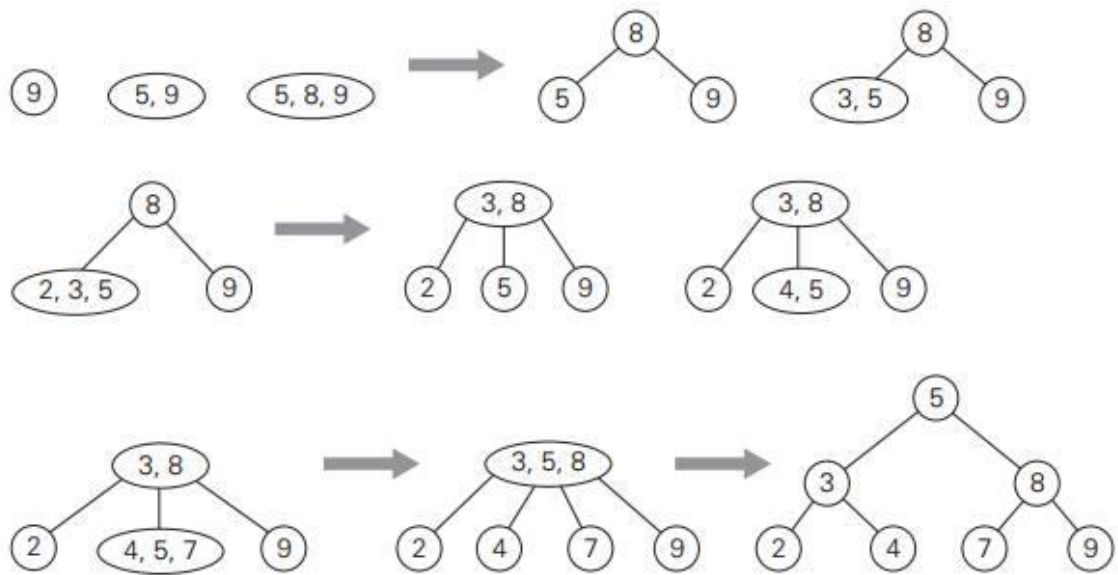 8 8
9 5, 9 5, 8, 9 5 9 3, 5 9
8 3, 8 3, 8
2, 3, 5 9 2 5 9 2 4, 5 9
5
3, 8 3, 5, 8 3 8
2 4, 5, 7 9 2 4 7 9 2 4 7 9